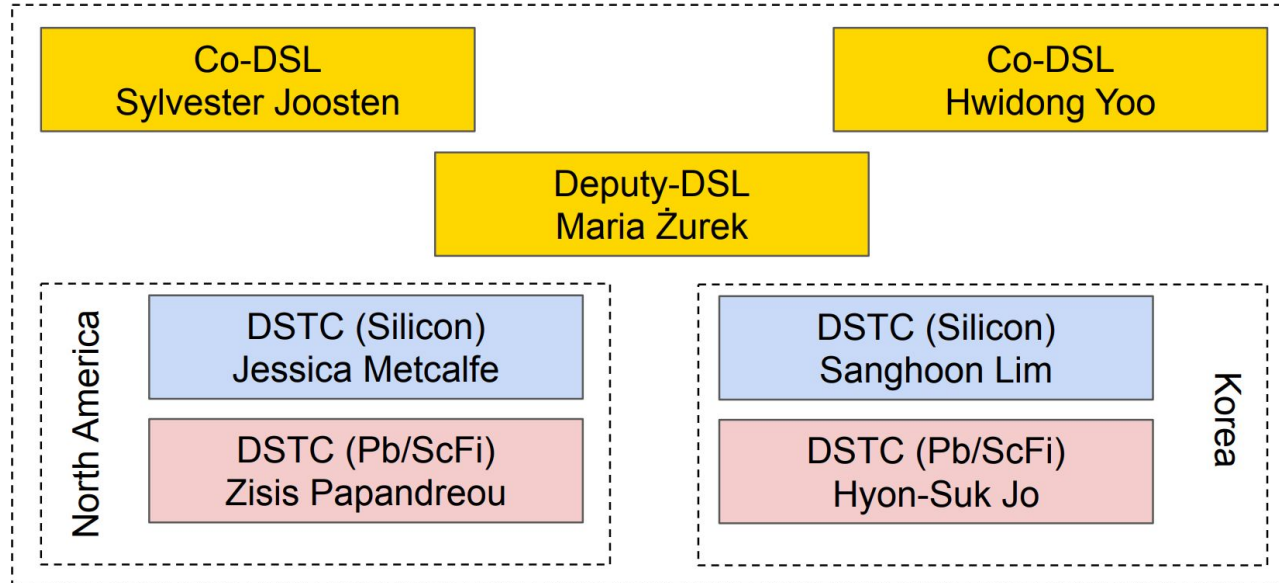 Co-DSL
Sylvester Joosten
Co-DSL
Hwidong Yoo
Deputy-DSL
Maria Żurek
North America
DSTC (Silicon)
Jessica Metcalfe
DSTC (Pb/ScFi)
Zisis Papandreou
DSTC (Silicon)
Sanghoon Lim
DSTC (Pb/ScFi)
Hyon-Suk Jo
Korea